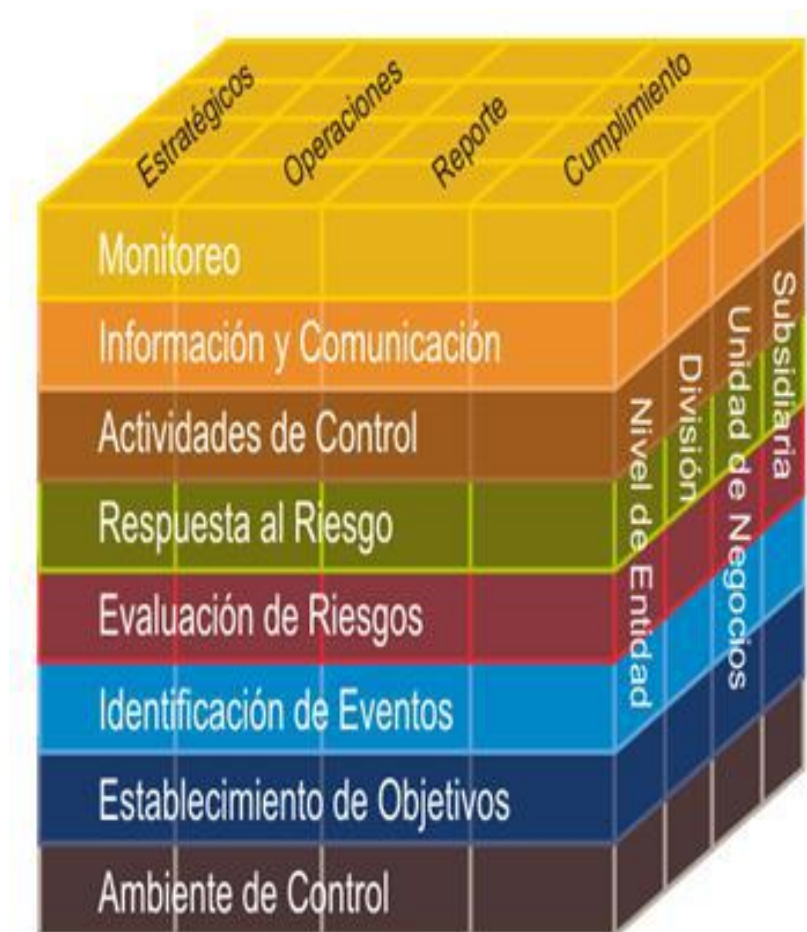 Estratégicos
Operaciones
Reporte
Cumplimiento
Monitoreo
Información y Comunicación
Actividades de Control
Respuesta al Riesgo
Evaluación de Riesgos
Identificación de Eventos
Establecimiento de Objetivos
Ambiente de Control
Nivel de Entidad
División
Unidad de Negocios
Subsidiaria